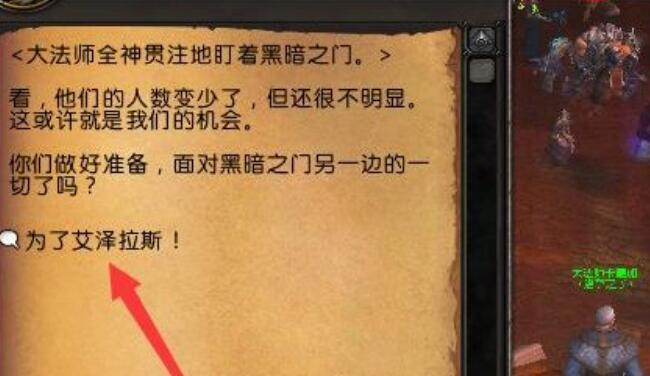 <大法师全神贯注地盯着黑暗之门。>
看，他们的人数变少了，但还很不明显。
这或许就是我们的机会。
你们做好准备，面对黑暗之门另一边的一
切了吗？
为了艾泽拉斯！